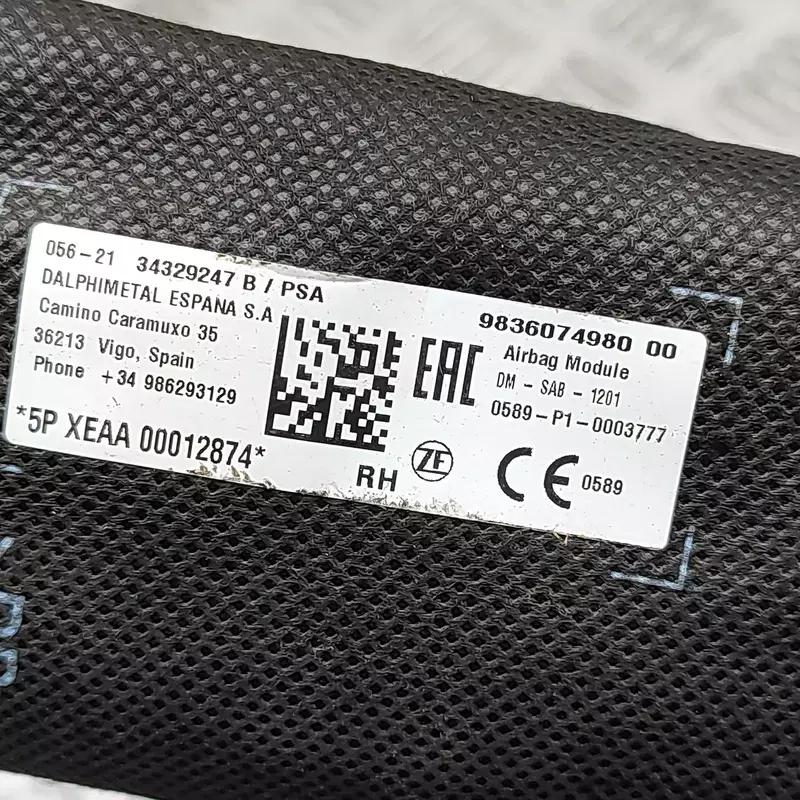 056-21 34329247 B / PSA
DALPHIMETAL ESPANA S.A
Camino Caramuxo 35
36213 Vigo, Spain
Phone +34 986293129
*5P XEAA 00012874*
EAC
RH
ZF
9836074980 00
Airbag Module
DM - SAB - 1201
0589-P1-0003777
CE 0589